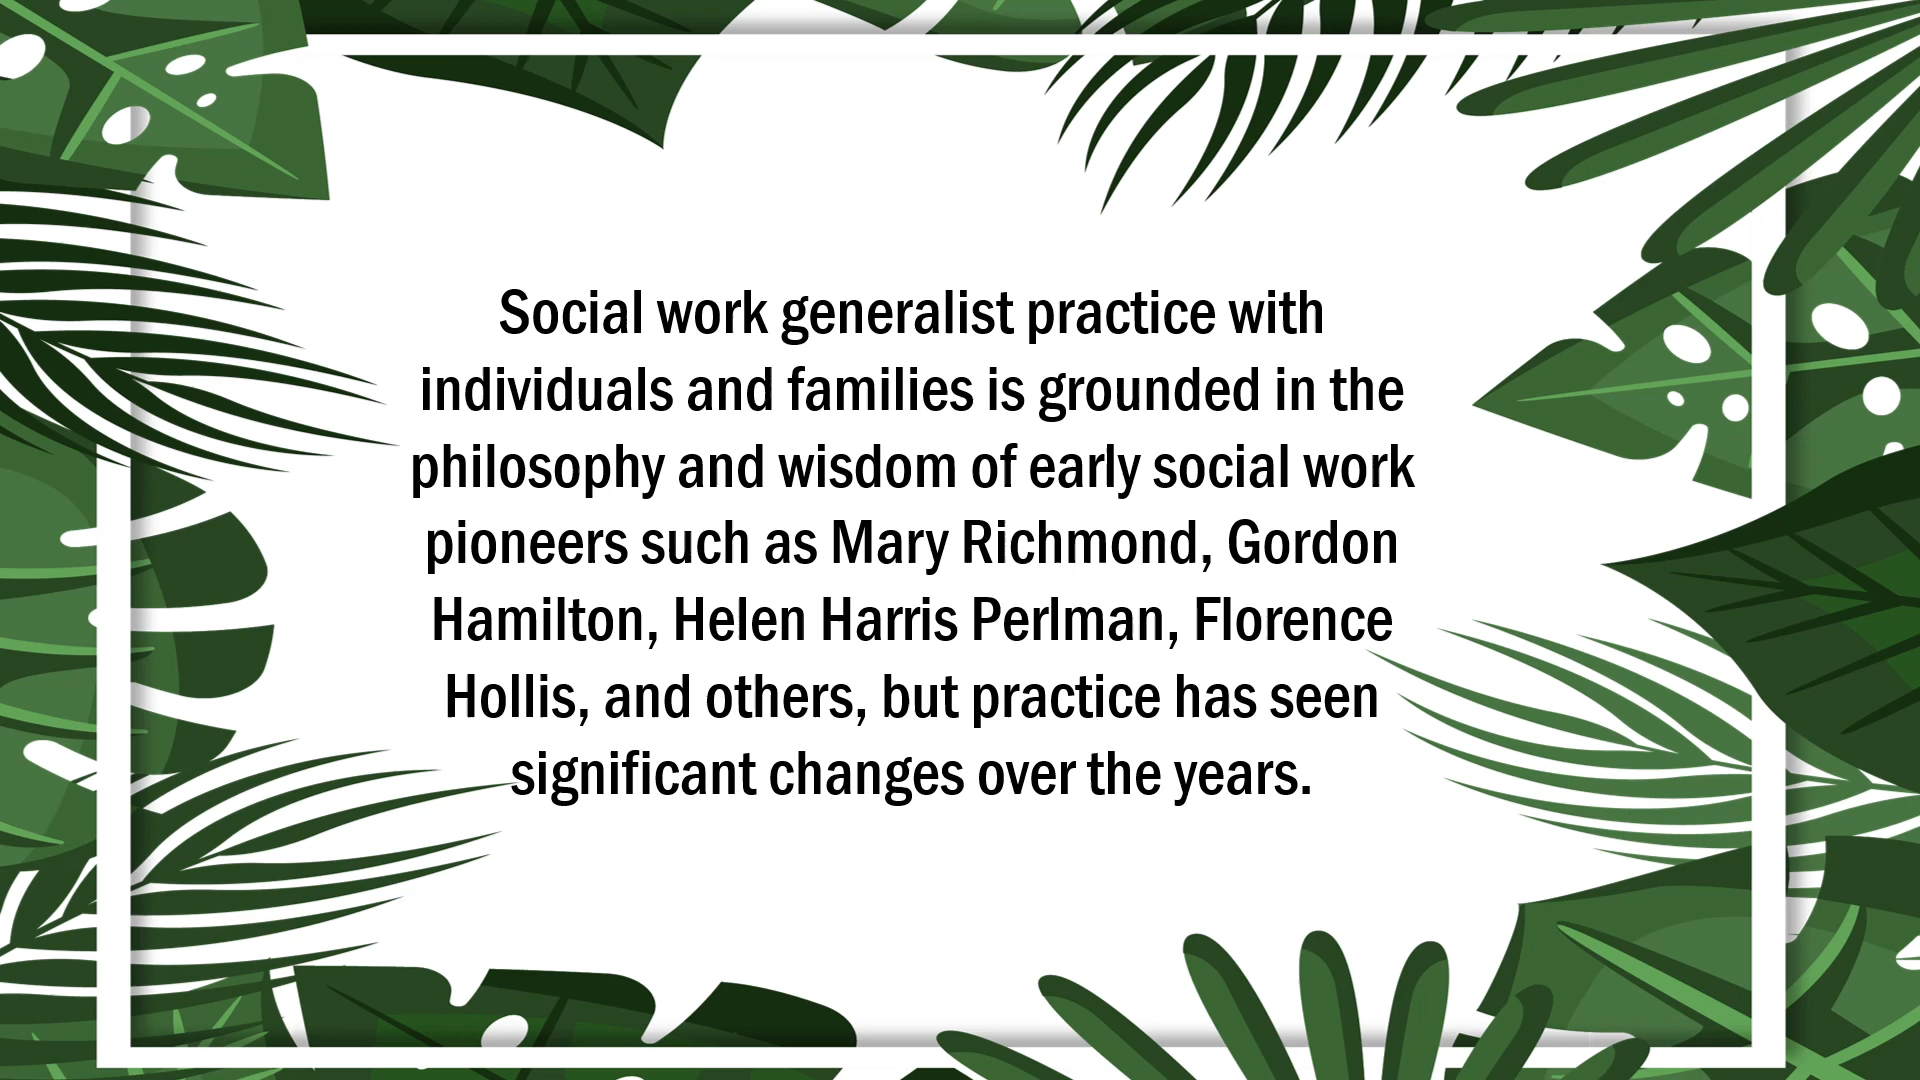 Social work generalist practice with
individuals and families is grounded in the
philosophy and wisdom of early social work
pioneers such as Mary Richmond, Gordon
Hamilton, Helen Harris Perlman, Florence
Hollis, and others, but practice has seen
significant changes over the years.